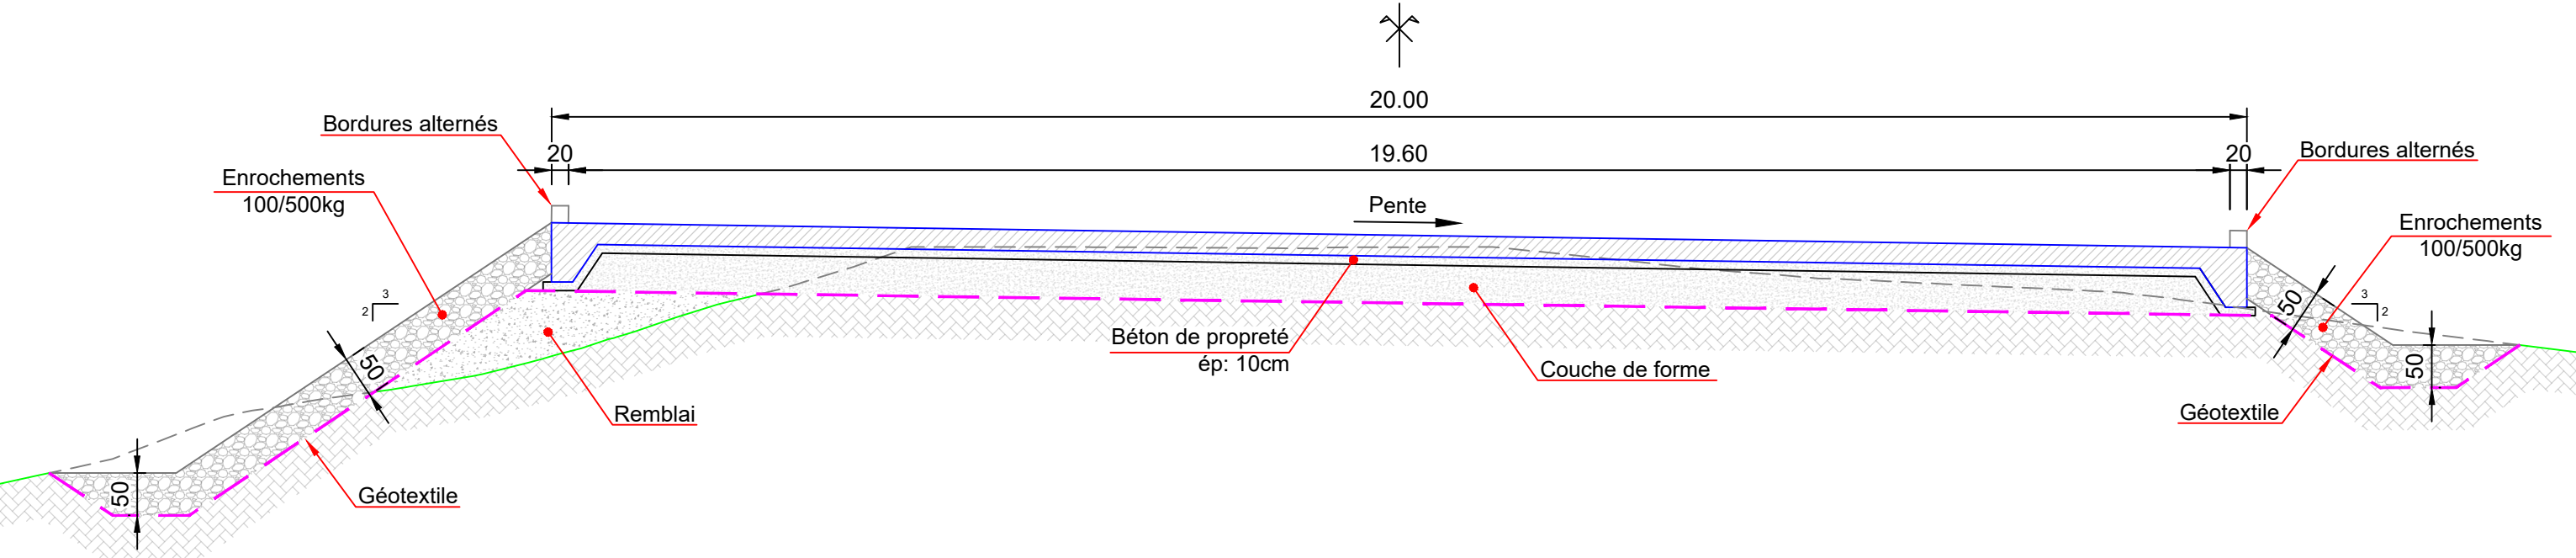 20.00
Bordures alternés
20
19.60
20
Bordures alternés
Enrochements
100/500kg
Pente
Enrochements
100/500kg
3
2
50
50
3
2
Béton de propreté
ép: 10cm
Couche de forme
50
Remblai
Géotextile
50
Géotextile